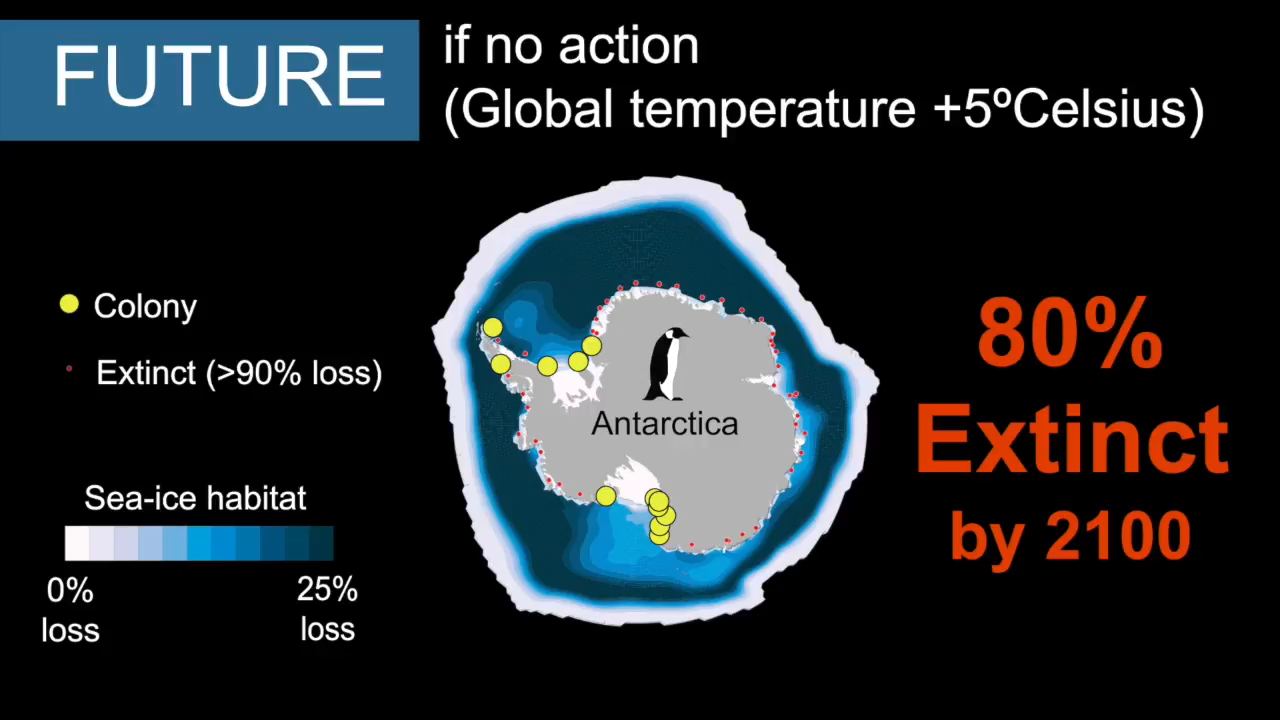 FUTURE
if no action
(Global temperature +5ºCelsius)
Colony
Extinct (>90% loss)
Antarctica
80%
Extinct
by 2100
Sea-ice habitat
0%
loss
25%
loss